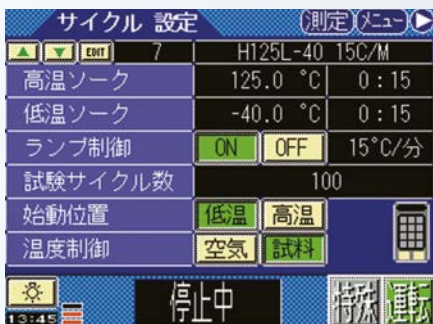 サイクル 設定 測定 メニュー
EDIT 7 H125L-40 15C/M
高温ソーク 125.0 °C 0:15
低温ソーク -40.0 °C 0:15
ランプ制御 ON OFF 15°C/分
試験サイクル数 100
始動位置 低温 高温
温度制御 空気 試料
13:45 停止中 特殊 運転